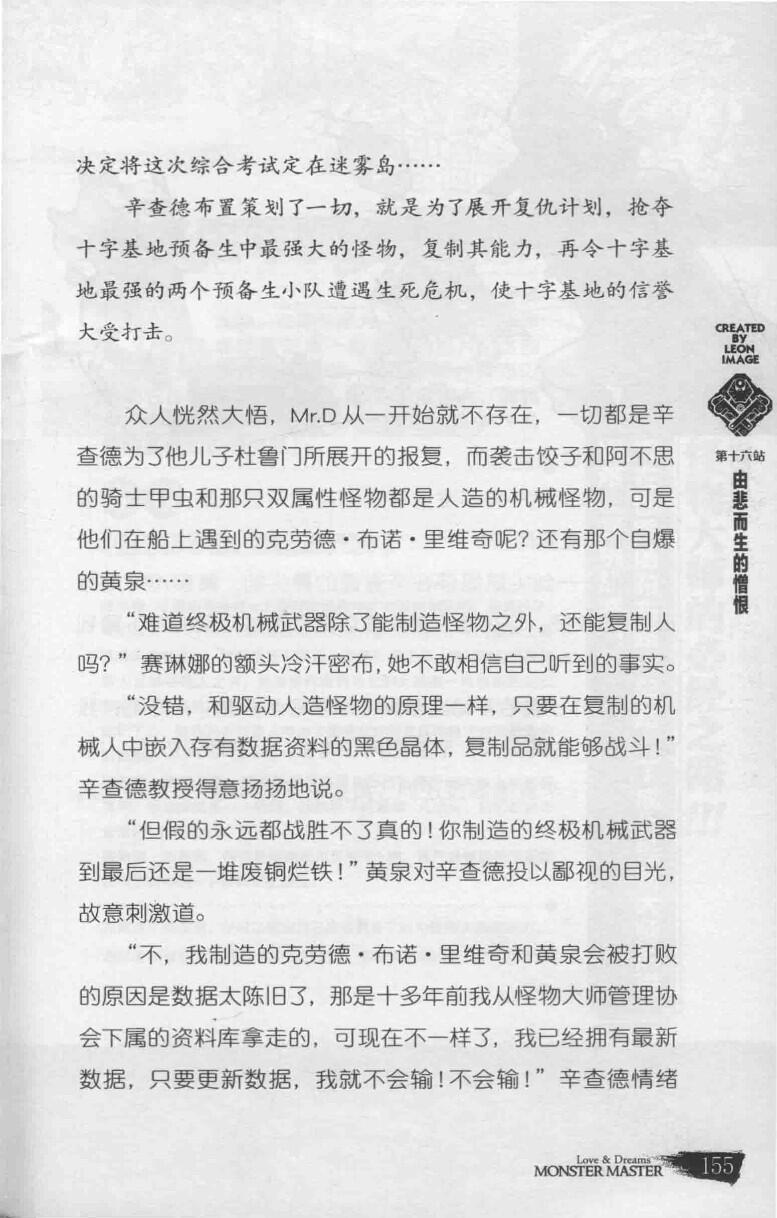 决定将这次综合考试定在迷雾岛……
辛查德布置策划了一切，就是为了展开复仇计划，抢夺
十字基地预备生中最强大的怪物，复制其能力，再令十字基
地最强的两个预备生小队遭遇生死危机，使十字基地的信誉
大受打击。
众人恍然大悟，Mr.D从一开始就不存在，一切都是辛
查德为了他儿子杜鲁门所展开的报复，而袭击饺子和阿不思
的骑士甲虫和那只双属性怪物都是人造的机械怪物，可是
他们在船上遇到的克劳德·布诺·里维奇呢？还有那个自爆
的黄泉……
“难道终极机械武器除了能制造怪物之外，还能复制人
吗？”赛琳娜的额头冷汗密布，她不敢相信自己听到的事实。
“没错，和驱动人造怪物的原理一样，只要在复制的机
械人中嵌入存有数据资料的黑色晶体，复制品就能够战斗！”
辛查德教授得意扬扬地说。
“但假的永远都战胜不了真的！你制造的终极机械武器
到最后还是一堆废铜烂铁！”黄泉对辛查德投以鄙视的目光，
故意刺激道。
“不，我制造的克劳德·布诺·里维奇和黄泉会被打败
的原因是数据太陈旧了，那是十多年前我从怪物大师管理协
会下属的资料库拿走的，可现在不一样了，我已经拥有最新
数据，只要更新数据，我就不会输！不会输！”辛查德情绪
CREATED
BY
LEON
IMAGE
第十六站
由悲而生的憎恨
Love & Dreams
MONSTER MASTER
155